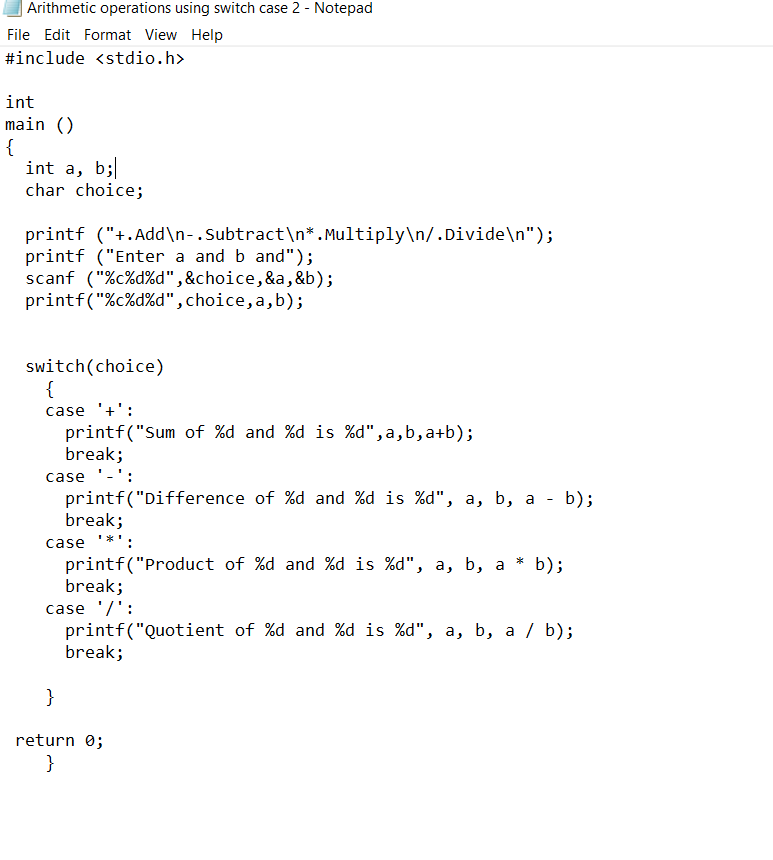 Arithmetic operations using switch case 2 - Notepad
File Edit Format View Help
#include <stdio.h>
int
main ()
{
int a, b;
char choice;
printf ("+.Add\n-.Subtract\n*.Multiply\n/.Divide\n");
printf ("Enter a and b and");
scanf ("%c%d%d",&choice,&a,&b);
printf("%c%d%d",choice,a,b);
switch(choice)
{
case '+':
printf("Sum of %d and %d is %d",a,b,a+b);
break;
case '-':
printf("Difference of %d and %d is %d", a, b, a - b);
break;
case '*':
printf("Product of %d and %d is %d", a, b, a * b);
break;
case '/':
printf("Quotient of %d and %d is %d", a, b, a / b);
break;
}
return 0;
}